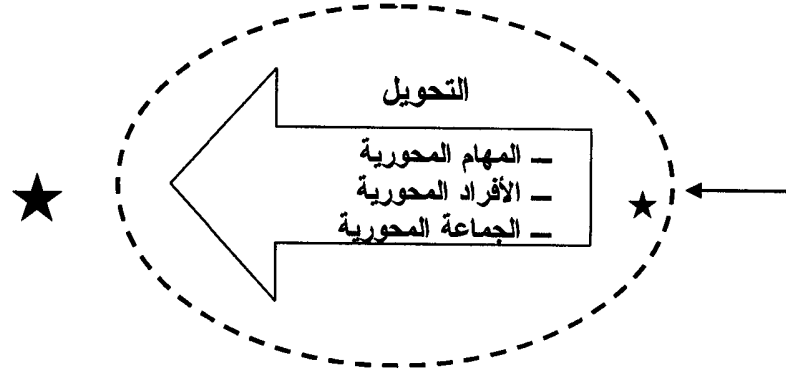 التحويل
– المهام المحورية
– الأفراد المحورية
– الجماعة المحورية